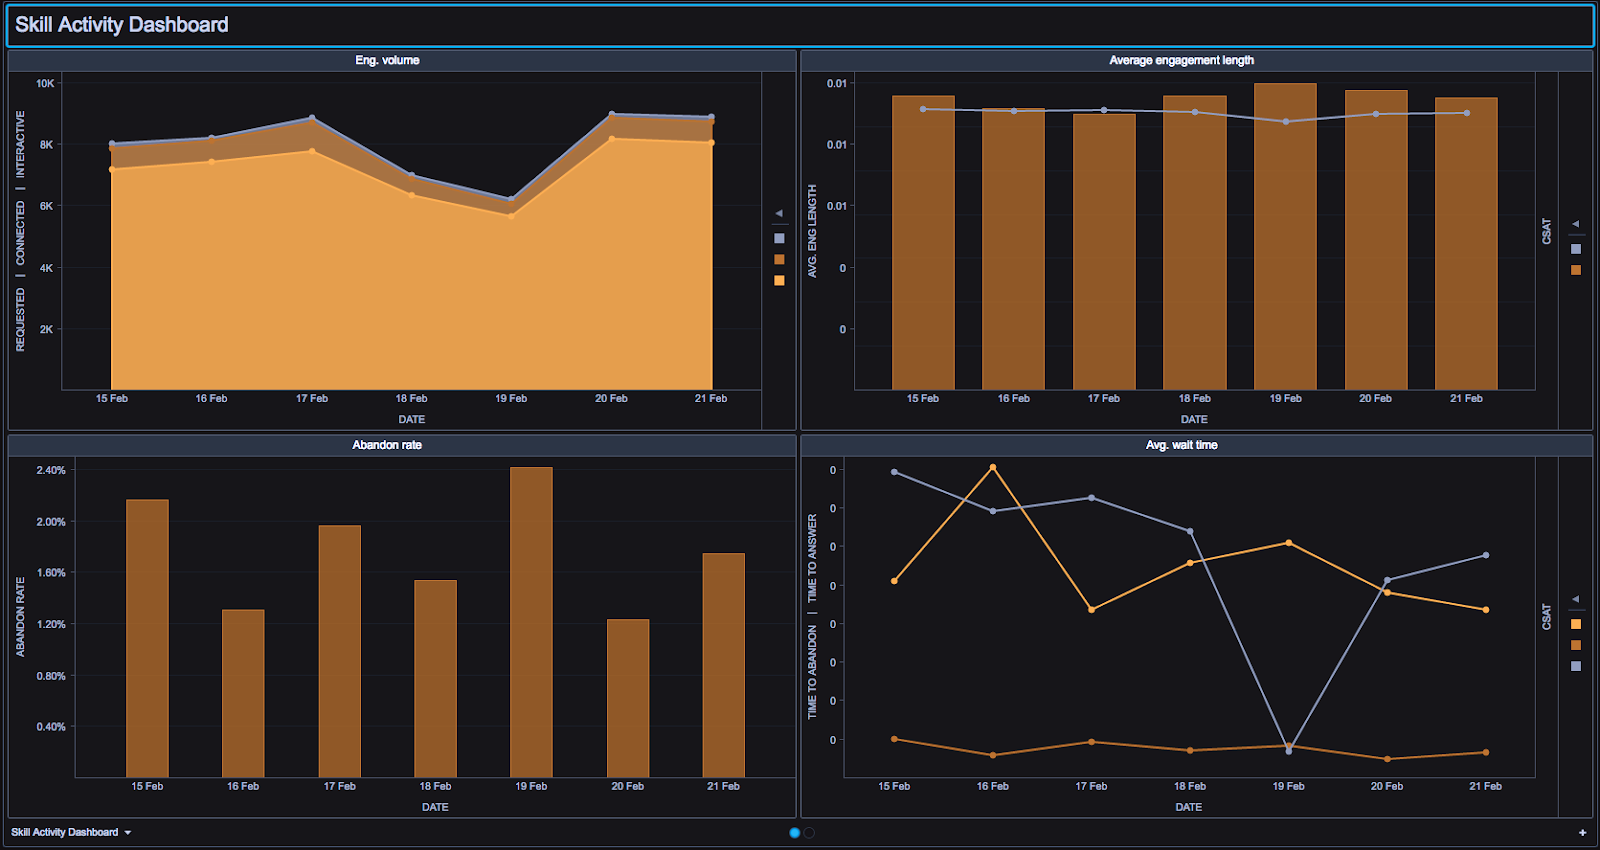 Skill Activity Dashboard
Eng. volume
REQUESTED | CONNECTED | INTERACTIVE
10K
8K
6K
4K
2K
15 Feb 16 Feb 17 Feb 18 Feb 19 Feb 20 Feb 21 Feb
DATE
Average engagement length
AVG. ENG LENGTH
0.01
0.01
0.01
0
0
15 Feb 16 Feb 17 Feb 18 Feb 19 Feb 20 Feb 21 Feb
DATE
CSAT
Abandon rate
ABANDON RATE
2.40%
2.00%
1.60%
1.20%
0.80%
0.40%
15 Feb 16 Feb 17 Feb 18 Feb 19 Feb 20 Feb 21 Feb
DATE
Avg. wait time
TIME TO ABANDON | TIME TO ANSWER
0
0
0
0
0
0
0
0
15 Feb 16 Feb 17 Feb 18 Feb 19 Feb 20 Feb 21 Feb
DATE
CSAT
Skill Activity Dashboard